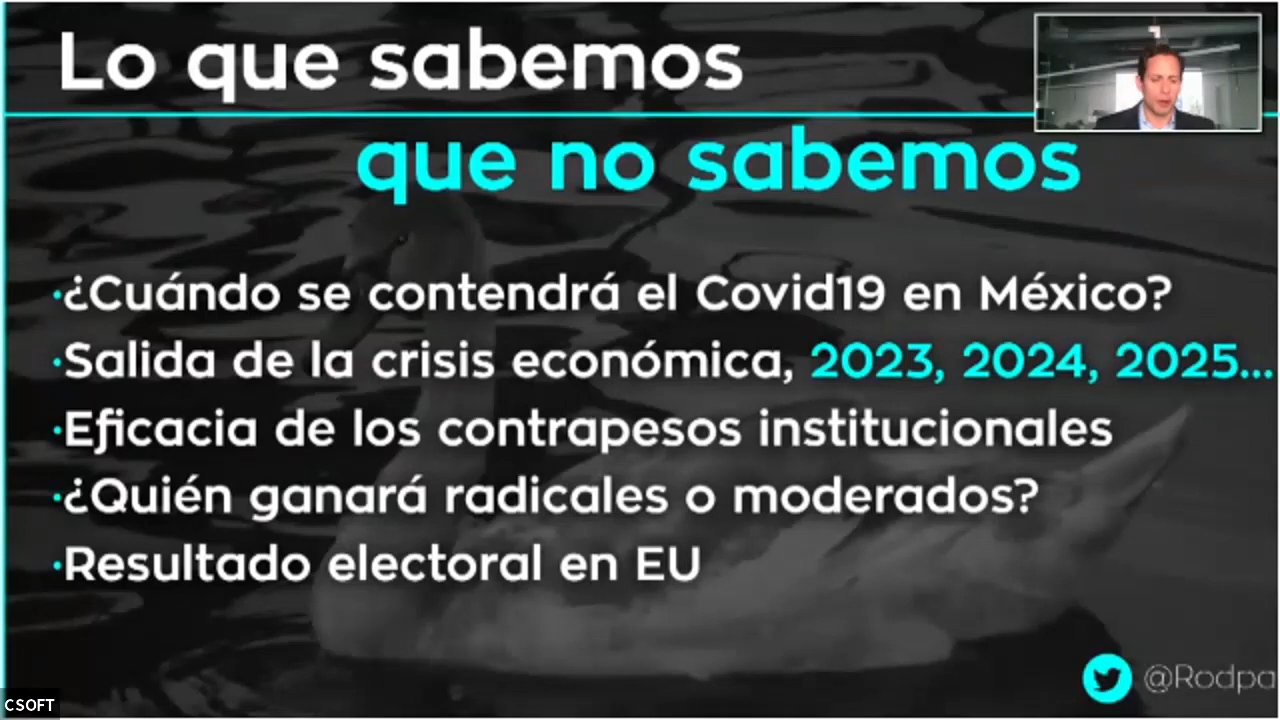 Lo que sabemos
que no sabemos
·¿Cuándo se contendrá el Covid19 en México?
·Salida de la crisis económica, 2023, 2024, 2025...
·Eficacia de los contrapesos institucionales
·¿Quién ganará radicales o moderados?
·Resultado electoral en EU
@Rodpa
CSOFT